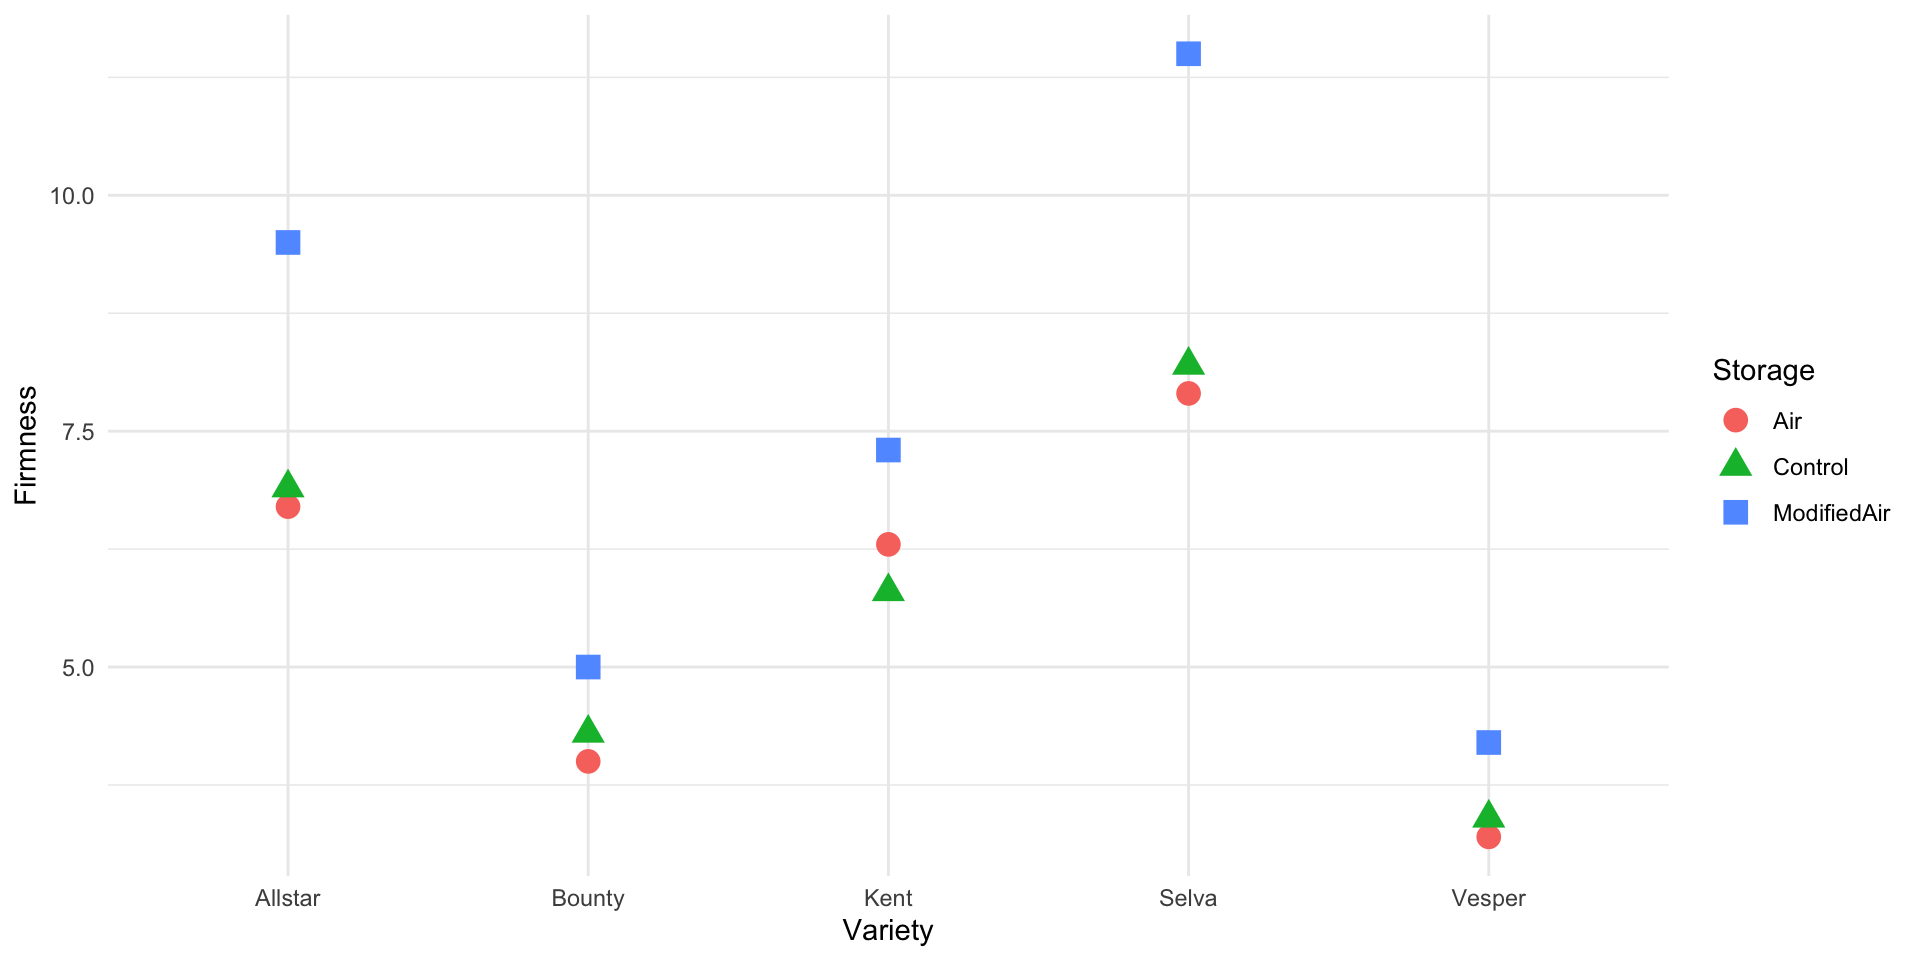 10.0
7.5
5.0
Firmness
Allstar
Bounty
Kent
Selva
Vesper
Variety
Storage
Air
Control
ModifiedAir